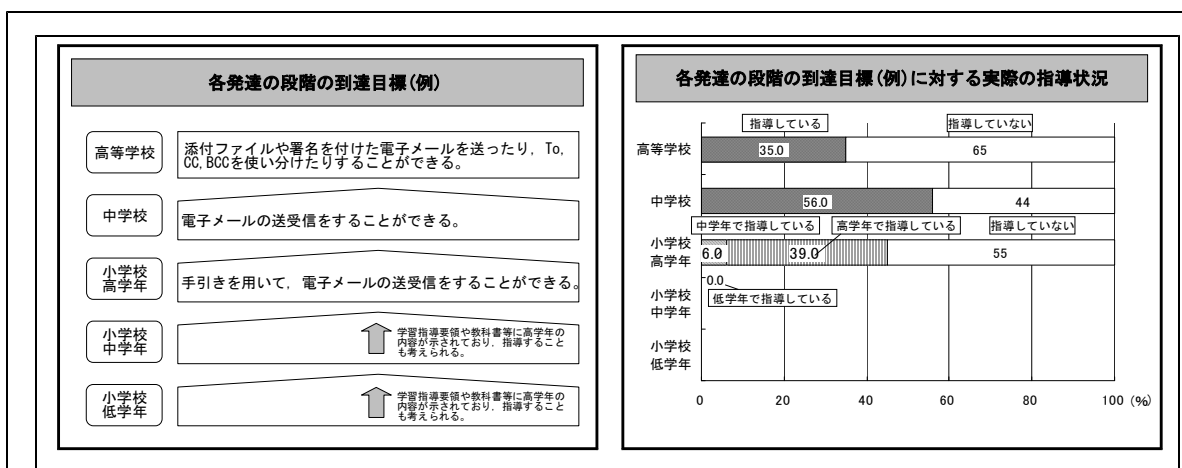 各発達の段階の到達目標(例)
高等学校
添付ファイルや署名を付けた電子メールを送ったり，To,
CC,BCCを使い分けたりすることができる。
中学校
電子メールの送受信をすることができる。
小学校
高学年
手引きを用いて，電子メールの送受信をすることができる。
小学校
中学年
学習指導要領や教科書等に高学年の
内容が示されており，指導すること
も考えられる。
小学校
低学年
学習指導要領や教科書等に高学年の
内容が示されており，指導すること
も考えられる。
各発達の段階の到達目標(例)に対する実際の指導状況
指導している
指導していない
高等学校
35.0
65
中学校
56.0
44
中学年で指導している
高学年で指導している
指導していない
小学校
高学年
6.0
39.0
55
0.0
低学年で指導している
小学校
中学年
小学校
低学年
0 20 40 60 80 100 (%)